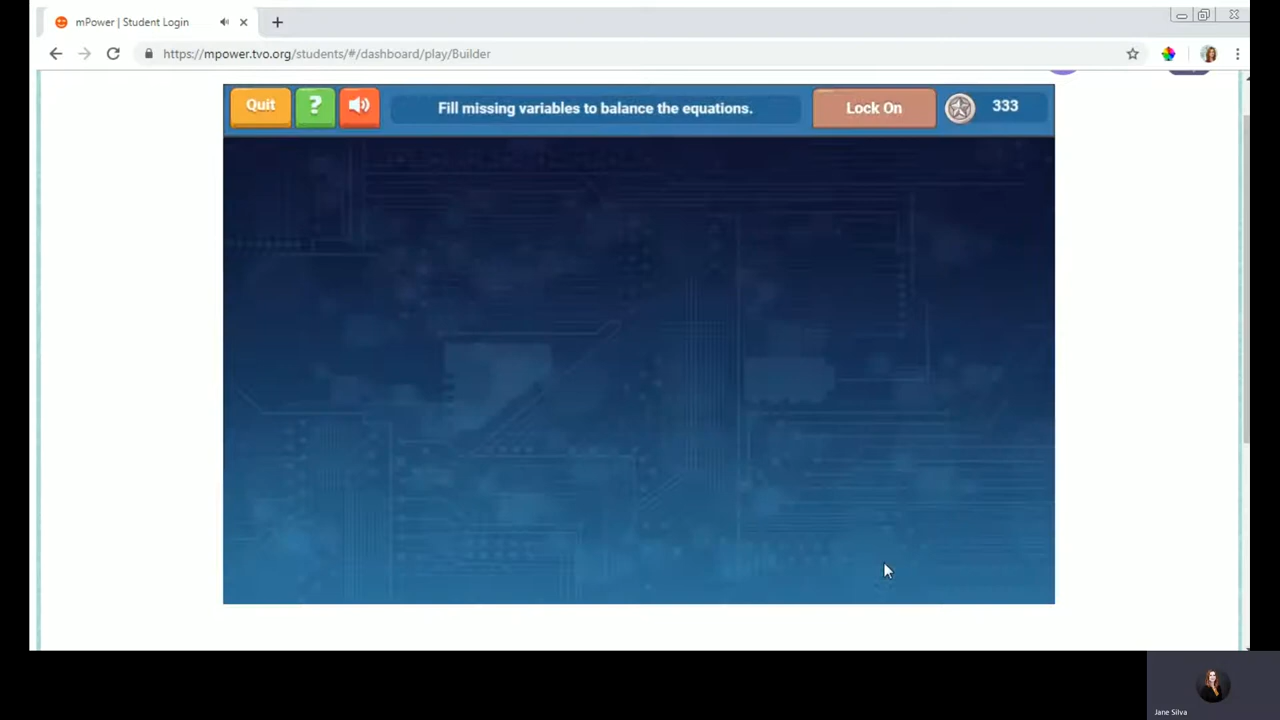 mPower | Student Login
https://mpower.tvo.org/students/#/dashboard/play/Builder
Quit
?
Fill missing variables to balance the equations.
Lock On
333
Jane Silva